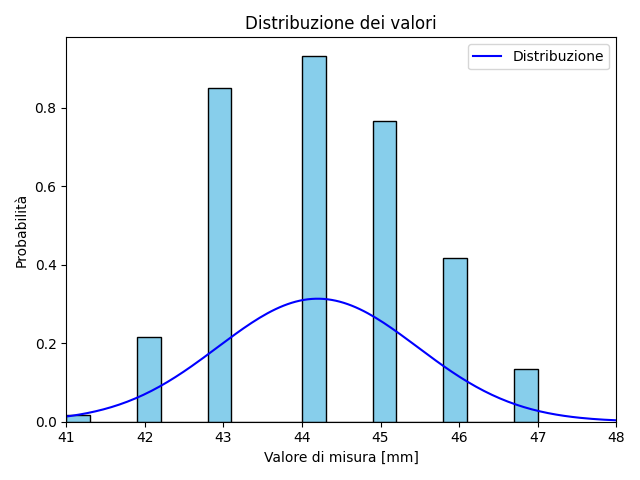 Distribuzione dei valori
Distribuzione
Probabilità
0.8
0.6
0.4
0.2
0.0
41 42 43 44 45 46 47 48
Valore di misura [mm]